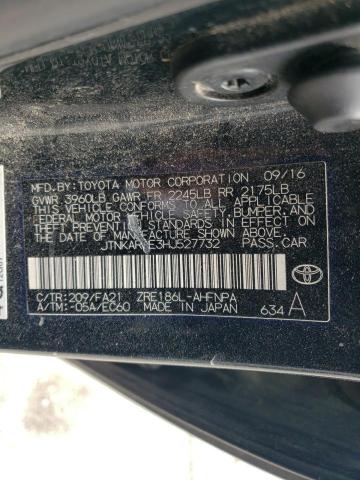 MFD.BY: TOYOTA MOTOR CORPORATION 09/16
GVWR 3960LB GAWR FR 2245LB RR 2175LB
THIS VEHICLE CONFORMS TO ALL APPLICABLE
FEDERAL MOTOR VEHICLE SAFETY, BUMPER, AND
THEFT PREVENTION STANDARDS IN EFFECT ON THE
DATE OF MANUFACTURE SHOWN ABOVE.
PASS.CAR
C/TR: 209/FA21 ZRE186L-AHFNPA
A/TM: -05A/EC60 MADE IN JAPAN 634 A